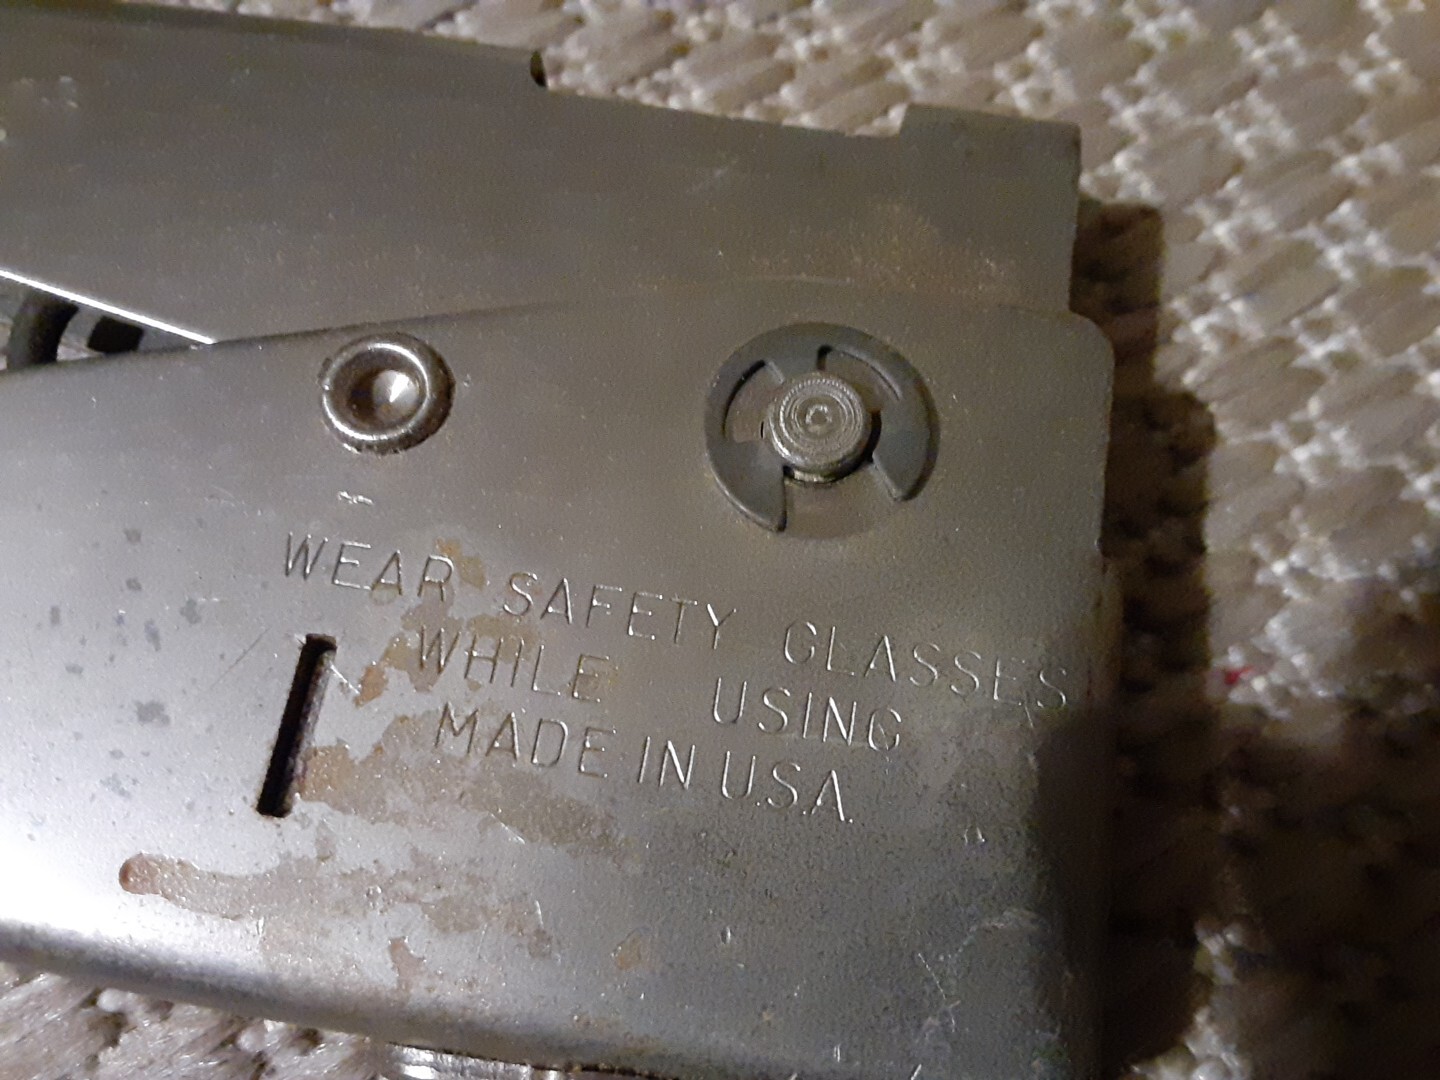 WEAR SAFETY GLASSES
WHILE USING
MADE IN U.S.A.